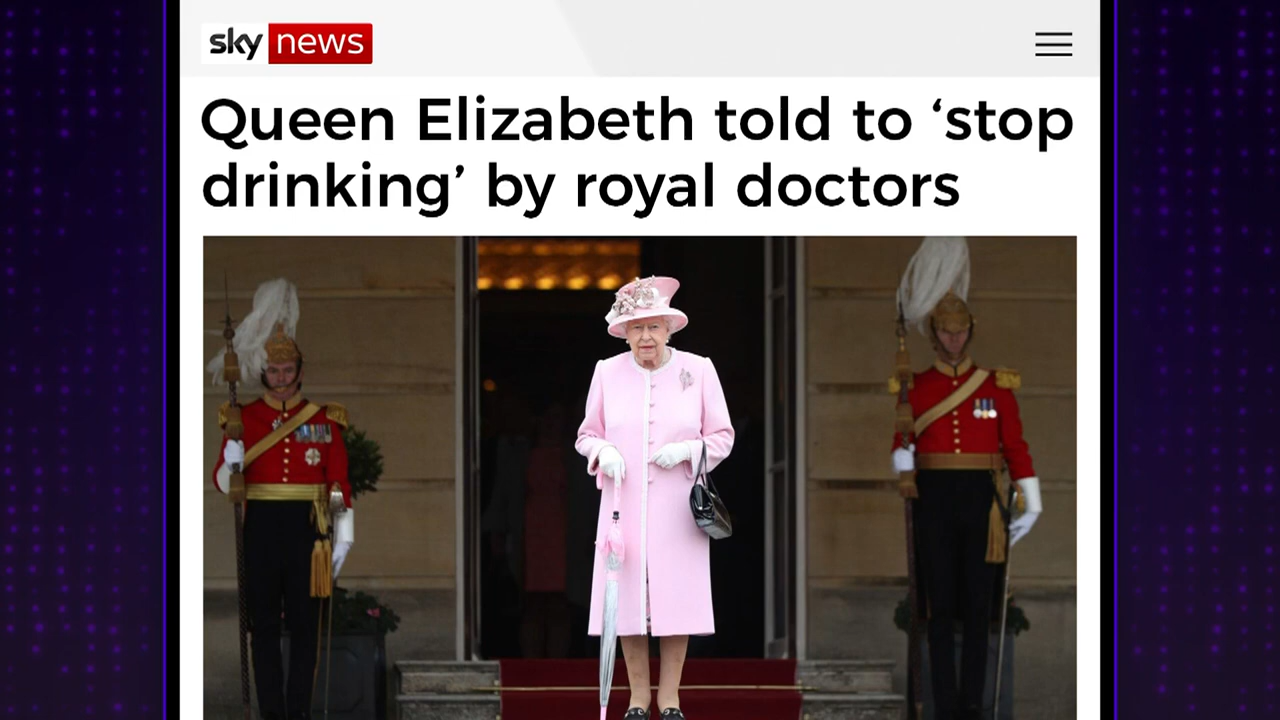 sky news
Queen Elizabeth told to ‘stop
drinking’ by royal doctors